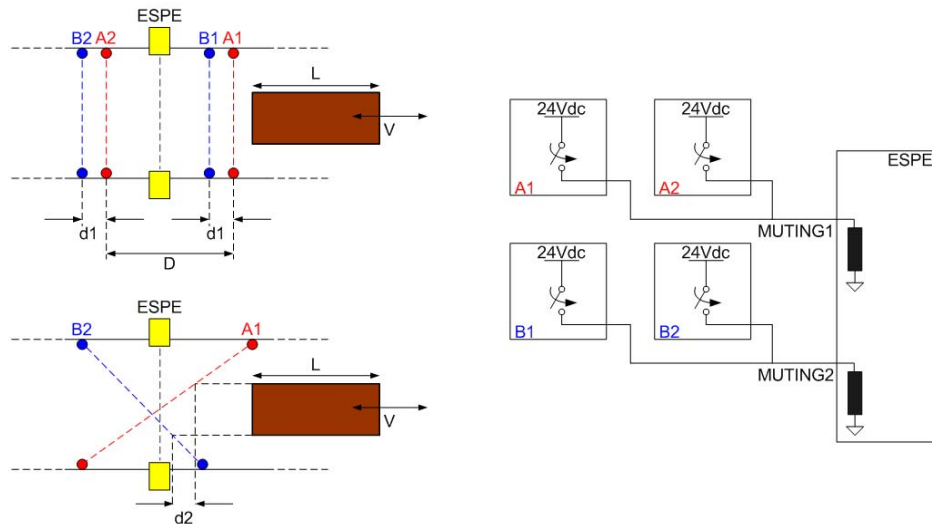 ESPE
B2 A2 B1 A1
L
V
d1 d1
D
ESPE
B2 A1
L
V
d2
24Vdc 24Vdc
ESPE
A1 A2
MUTING1
24Vdc 24Vdc
B1 B2
MUTING2